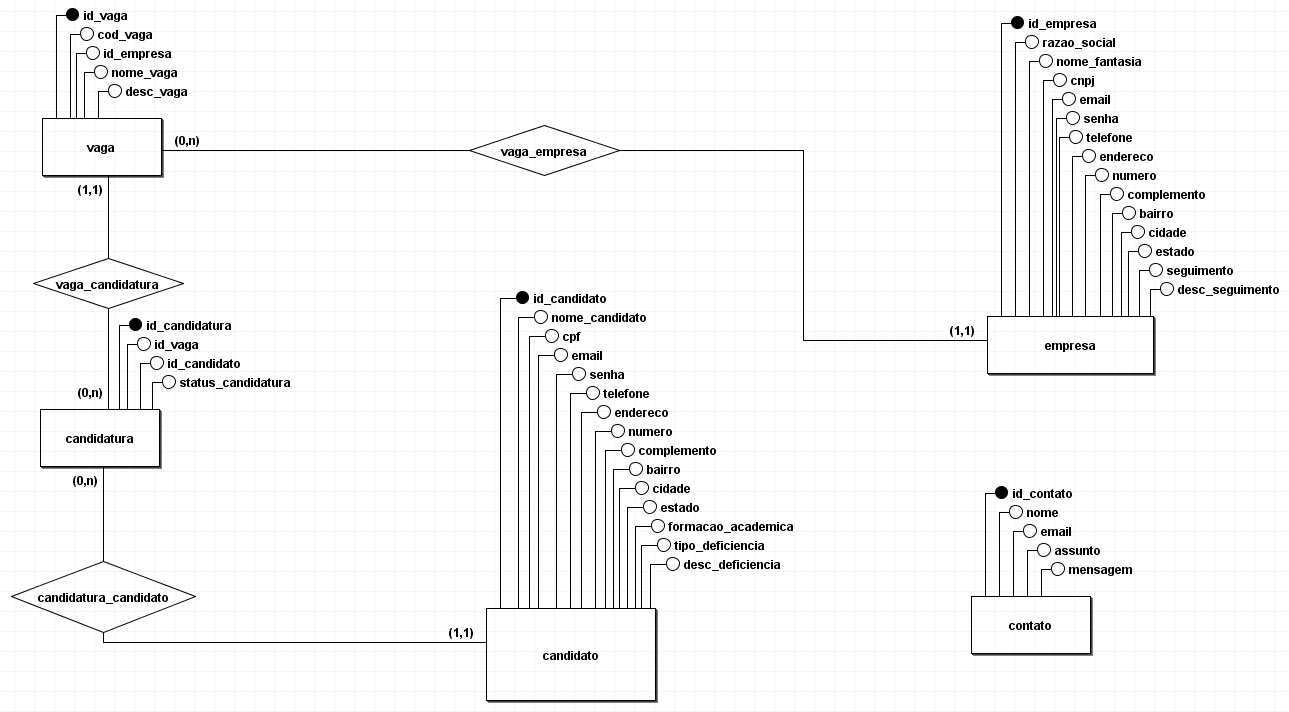 id_vaga
cod_vaga
id_empresa
nome_vaga
desc_vaga
vaga
(0,n)
(1,1)
vaga_empresa
id_empresa
razao_social
nome_fantasia
cnpj
email
senha
telefone
endereco
numero
complemento
bairro
cidade
estado
seguimento
desc_seguimento
(1,1)
empresa
vaga_candidatura
id_candidatura
id_vaga
id_candidato
status_candidatura
(0,n)
candidatura
(0,n)
candidatura_candidato
id_candidato
nome_candidato
cpf
email
senha
telefone
endereco
numero
complemento
bairro
cidade
estado
formacao_academica
tipo_deficiencia
desc_deficiencia
(1,1)
candidato
id_contato
nome
email
assunto
mensagem
contato